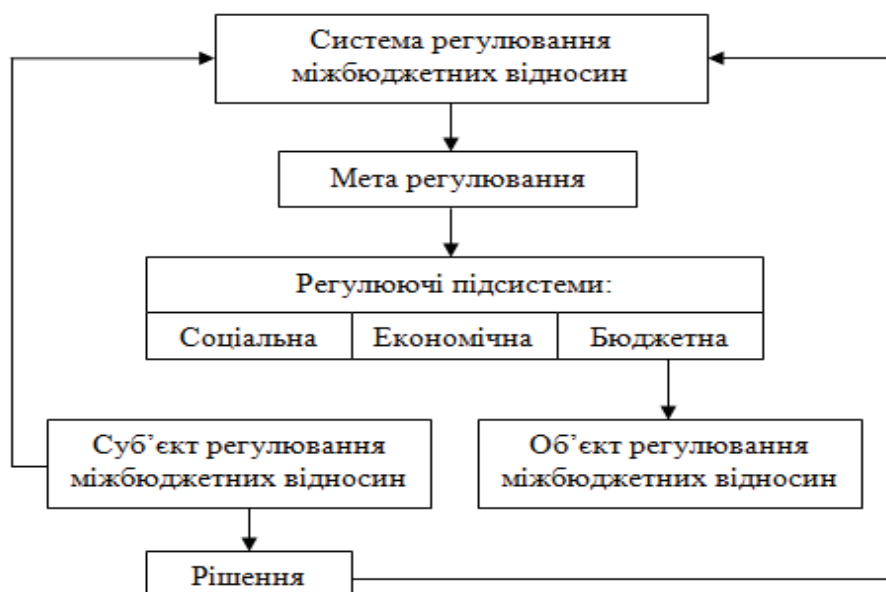 Система регулювання
міжбюджетних відносин
Мета регулювання
Регулюючі підсистеми:
Соціальна
Економічна
Бюджетна
Суб’єкт регулювання
міжбюджетних відносин
Об’єкт регулювання
міжбюджетних відносин
Рішення